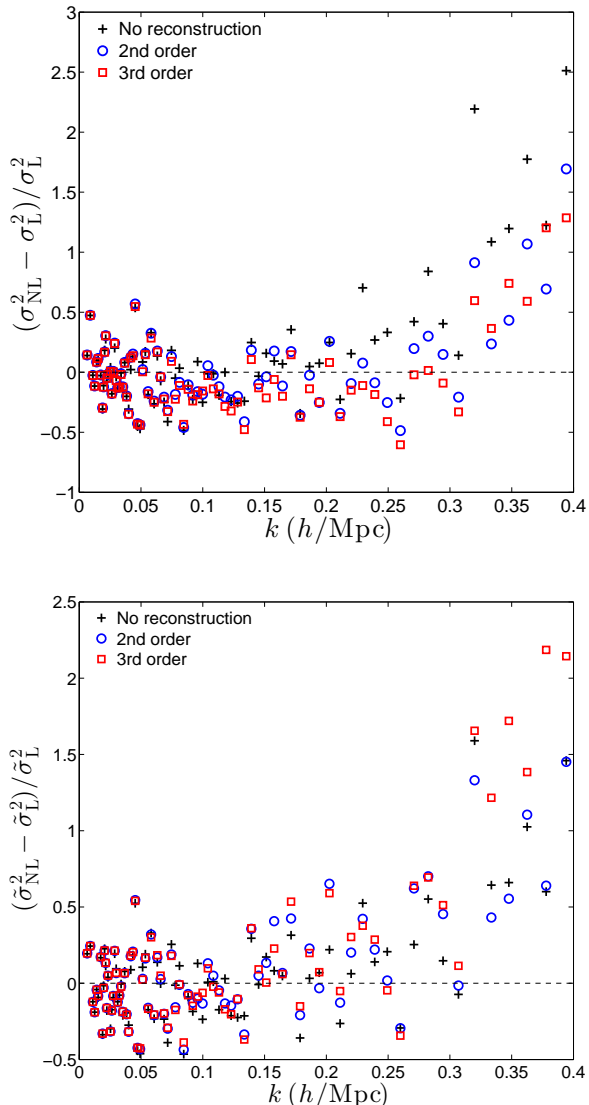 3
2.5
2
1.5
1
0.5
0
−0.5
−1
(σ²_NL − σ²_L)/σ²_L
+ No reconstruction
○ 2nd order
□ 3rd order
0 0.05 0.1 0.15 0.2 0.25 0.3 0.35 0.4
k (h/Mpc)
2.5
2
1.5
1
0.5
0
−0.5
(σ̃²_NL − σ̃²_L)/σ̃²_L
+ No reconstruction
○ 2nd order
□ 3rd order
0 0.05 0.1 0.15 0.2 0.25 0.3 0.35 0.4
k (h/Mpc)